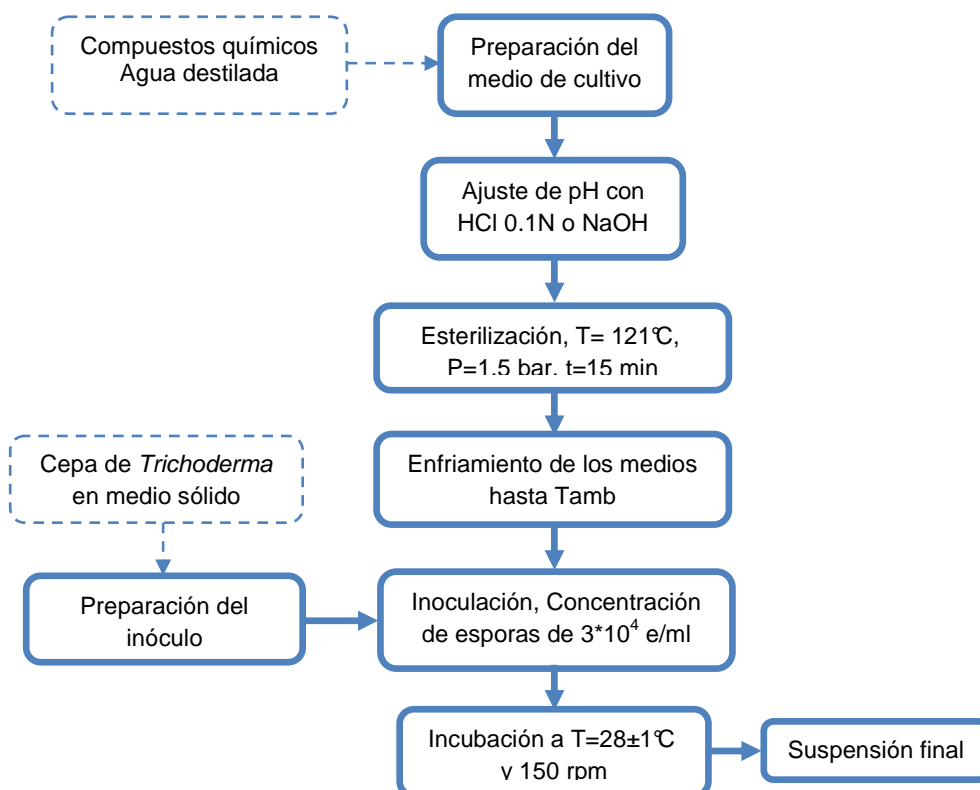 Compuestos químicos
Agua destilada
Preparación del
medio de cultivo
Ajuste de pH con
HCl 0.1N o NaOH
Esterilización, T= 121°C,
P=1.5 bar, t=15 min
Cepa de Trichoderma
en medio sólido
Enfriamiento de los medios
hasta Tamb
Preparación del
inóculo
Inoculación, Concentración
de esporas de 3*10⁴ e/ml
Incubación a T=28±1°C
y 150 rpm
Suspensión final